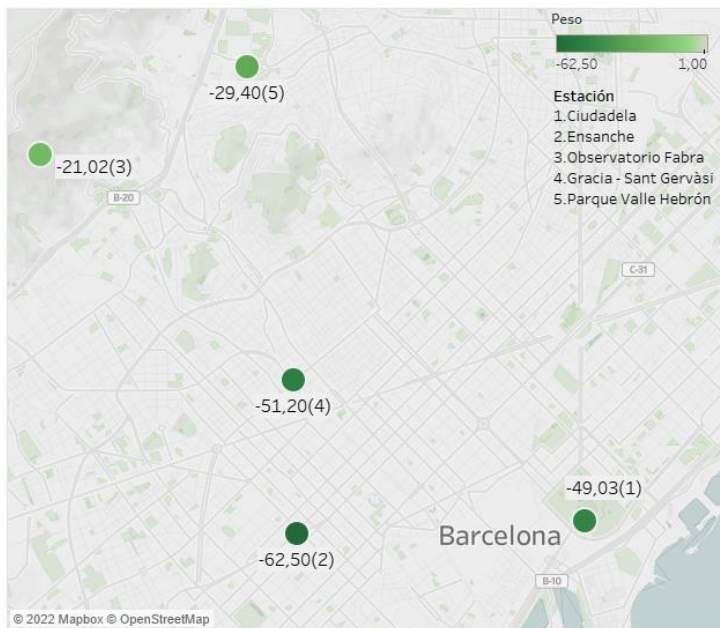 Peso
-62,50 1,00
Estación
1.Ciudadela
2.Ensanche
3.Observatorio Fabra
4.Gracia - Sant Gervàsi
5.Parque Valle Hebrón
-29,40(5)
-21,02(3)
B-20
C-31
-51,20(4)
-49,03(1)
Barcelona
-62,50(2)
B-10
© 2022 Mapbox © OpenStreetMap